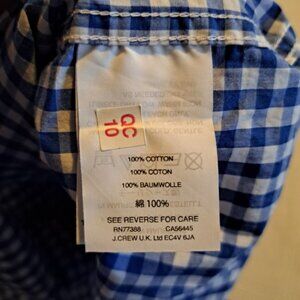 QC
10
100% COTTON
100% COTON
100% BAUMWOLLE
綿 100%
SEE REVERSE FOR CARE
RN77388 CA56445
J.CREW U.K. Ltd EC4V 6JA